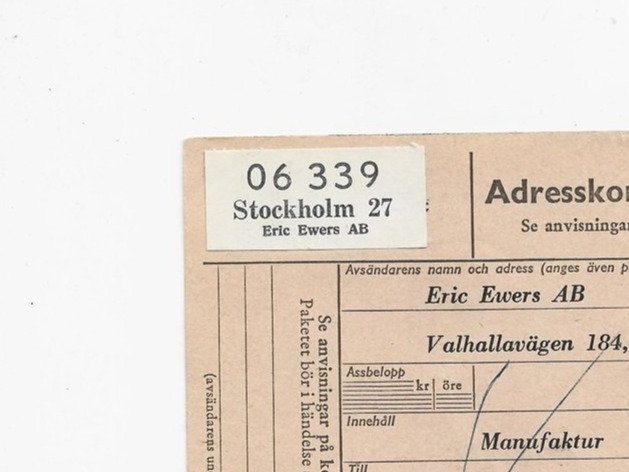 06 339
Stockholm 27
Eric Ewers AB
Adresskor
Se anvisningar
Avsändarens namn och adress (anges även p
Eric Ewers AB
Valhallavägen 184,
Assbelopp
kr öre
Innehåll
Manufaktur
Till
Se anvisningar på k
Paketet bör i händelse
(avsändarens un